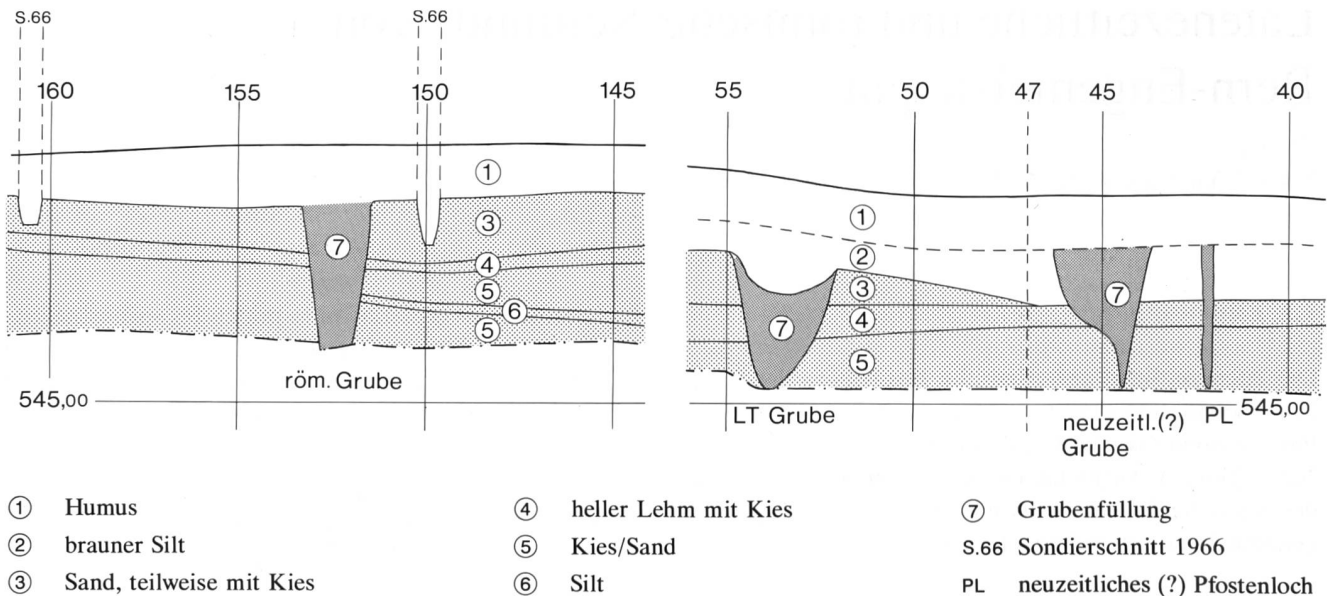 S.66 S.66
160 155 150 145 55 50 47 45 40
① ①
③ ②
⑦ ③ ⑦
④ ④
⑤ ⑦
⑥ ⑤
⑤
röm. Grube
545,00 545,00
LT Grube neuzeitl.(?) PL
Grube
① Humus
② brauner Silt
③ Sand, teilweise mit Kies
④ heller Lehm mit Kies
⑤ Kies/Sand
⑥ Silt
⑦ Grubenfüllung
S.66 Sondierschnitt 1966
PL neuzeitliches (?) Pfostenloch